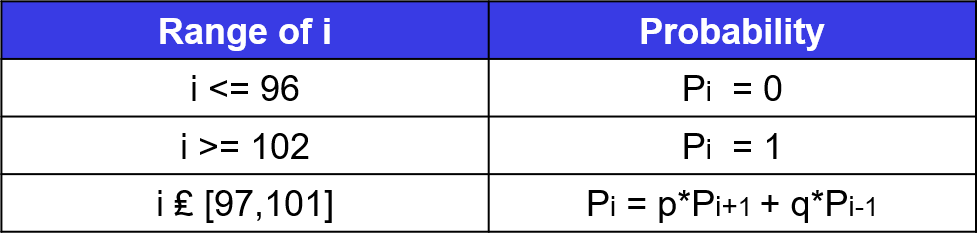 Range of i Probability
i <= 96 Pi = 0
i >= 102 Pi = 1
i ₤ [97,101] Pi = p*Pi+1 + q*Pi-1